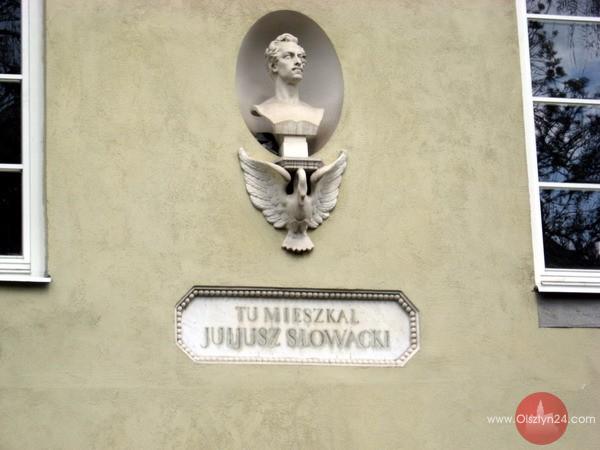 TU MIESZKAŁ
JULJUSZ SŁOWACKI
www.Olsztyn24.com